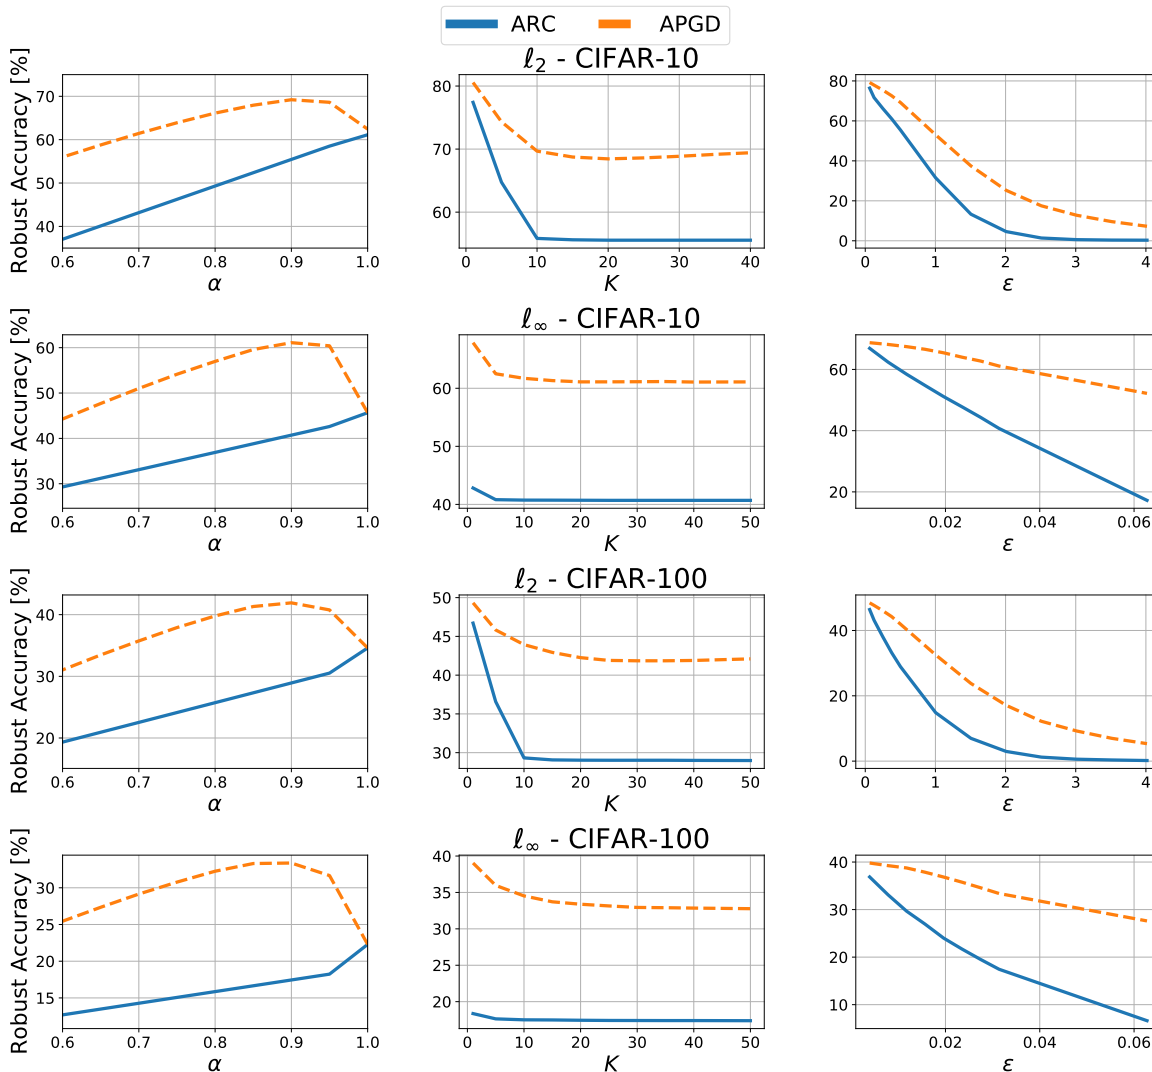 ARC APGD
ℓ₂ - CIFAR-10
Robust Accuracy [%]
70
60
50
40
0.6 0.7 0.8 0.9 1.0
α
80
70
60
0 10 20 30 40
K
80
60
40
20
0
0 1 2 3 4
ε
ℓ∞ - CIFAR-10
Robust Accuracy [%]
60
50
40
30
0.6 0.7 0.8 0.9 1.0
α
60
50
40
0 10 20 30 40 50
K
60
40
20
0.02 0.04 0.06
ε
ℓ₂ - CIFAR-100
Robust Accuracy [%]
40
30
20
0.6 0.7 0.8 0.9 1.0
α
50
45
40
35
30
0 10 20 30 40 50
K
40
20
0
0 1 2 3 4
ε
ℓ∞ - CIFAR-100
Robust Accuracy [%]
30
25
20
15
0.6 0.7 0.8 0.9 1.0
α
40
35
30
25
20
0 10 20 30 40 50
K
40
30
20
10
0.02 0.04 0.06
ε